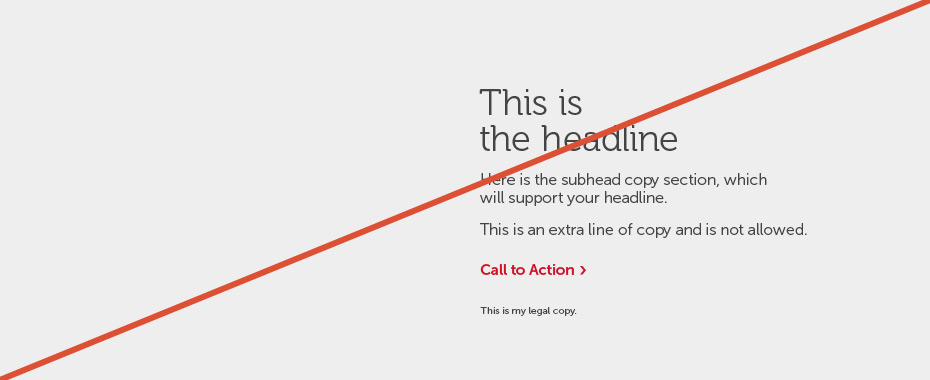 This is
the headline
Here is the subhead copy section, which
will support your headline.
This is an extra line of copy and is not allowed.
Call to Action ›
This is my legal copy.